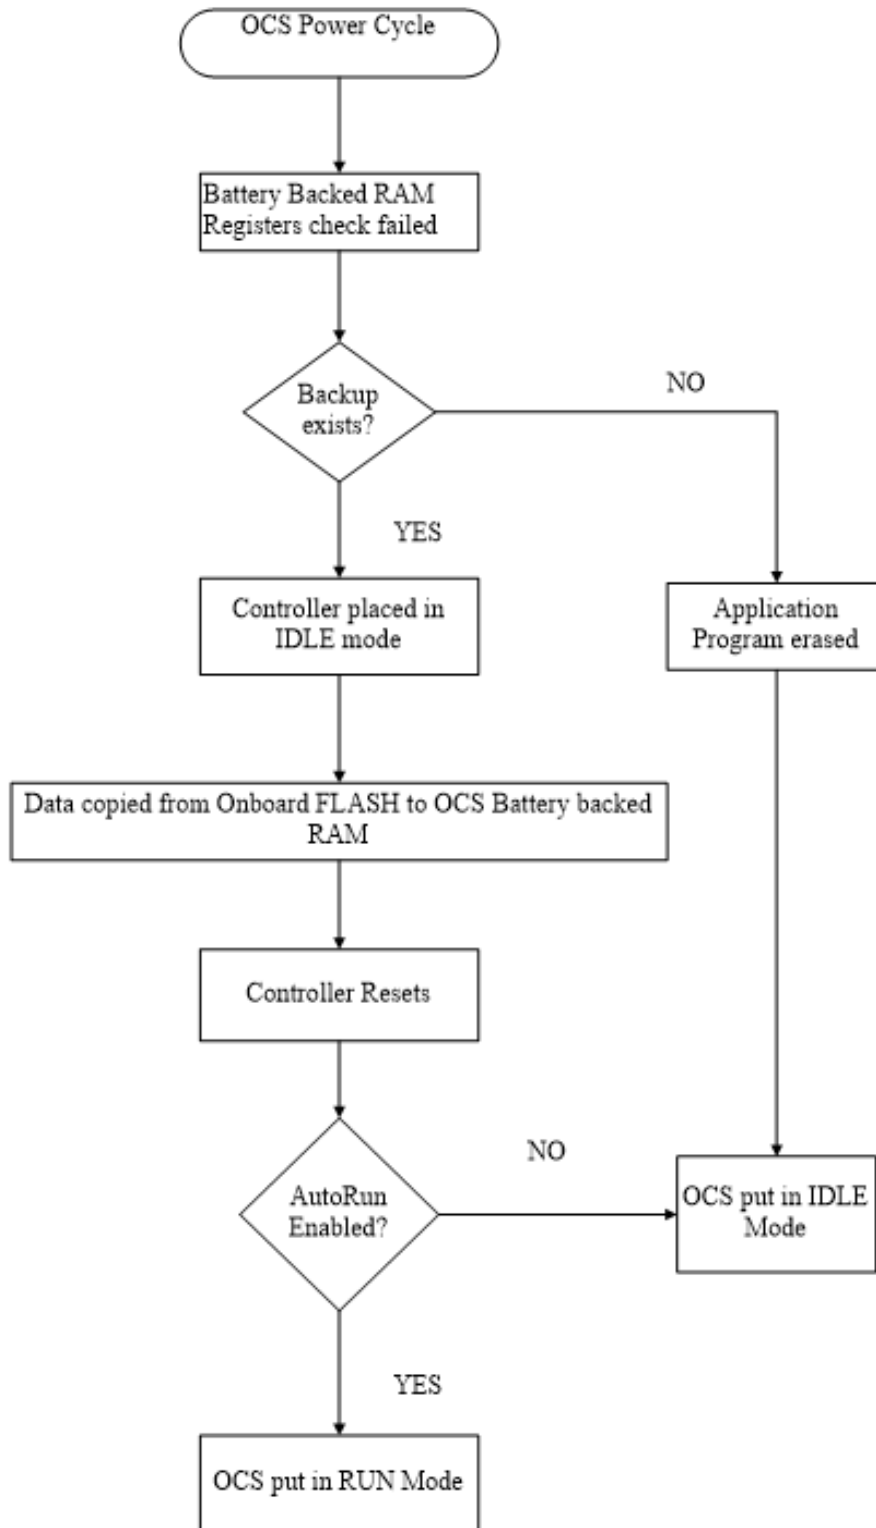 OCS Power Cycle
Battery Backed RAM
Registers check failed
Backup
exists?
NO
YES
Controller placed in
IDLE mode
Application
Program erased
Data copied from Onboard FLASH to OCS Battery backed
RAM
Controller Resets
AutoRun
Enabled?
NO
OCS put in IDLE
Mode
YES
OCS put in RUN Mode